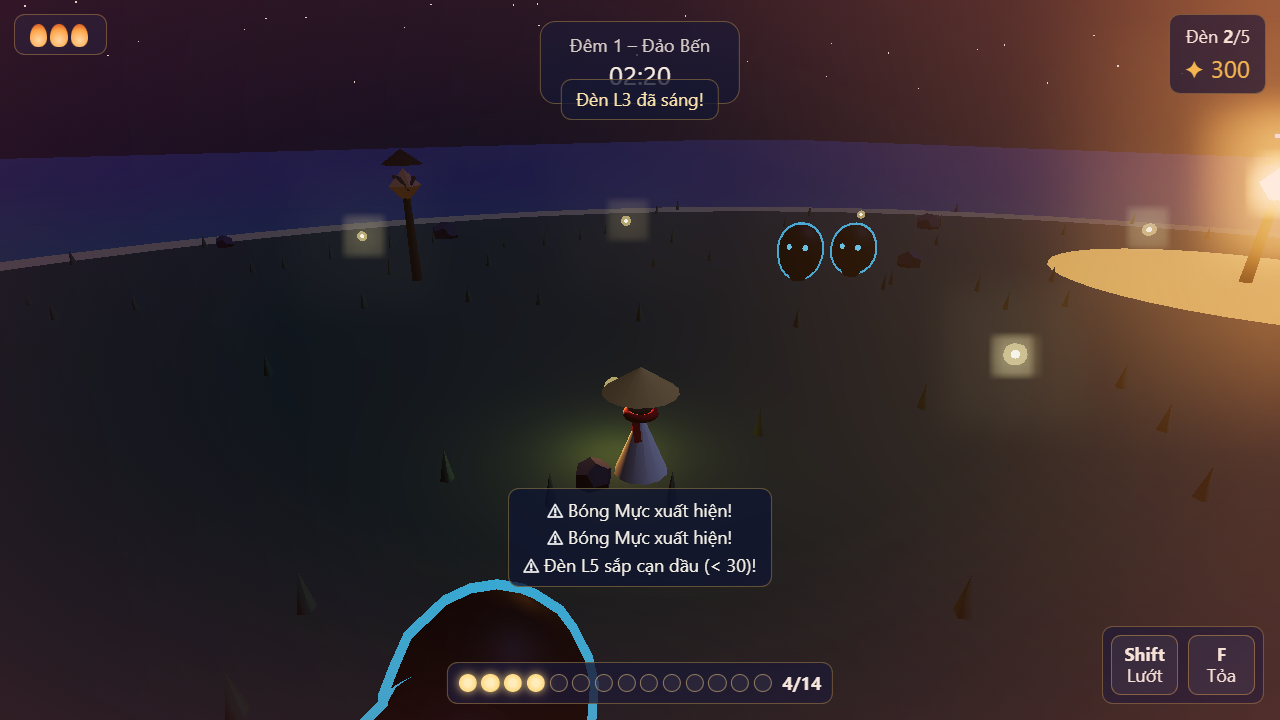 Đêm 1 – Đảo Bến
02:20
Đèn L3 đã sáng!
Đèn 2/5
✦ 300
⚠ Bóng Mực xuất hiện!
⚠ Bóng Mực xuất hiện!
⚠ Đèn L5 sắp cạn dầu (< 30)!
4/14
Shift
Lướt
F
Tỏa